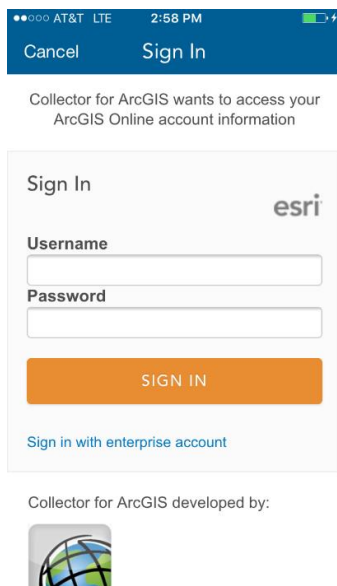 AT&T LTE 2:58 PM
Cancel Sign In
Collector for ArcGIS wants to access your
ArcGIS Online account information
Sign In
esri
Username
Password
SIGN IN
Sign in with enterprise account
Collector for ArcGIS developed by: